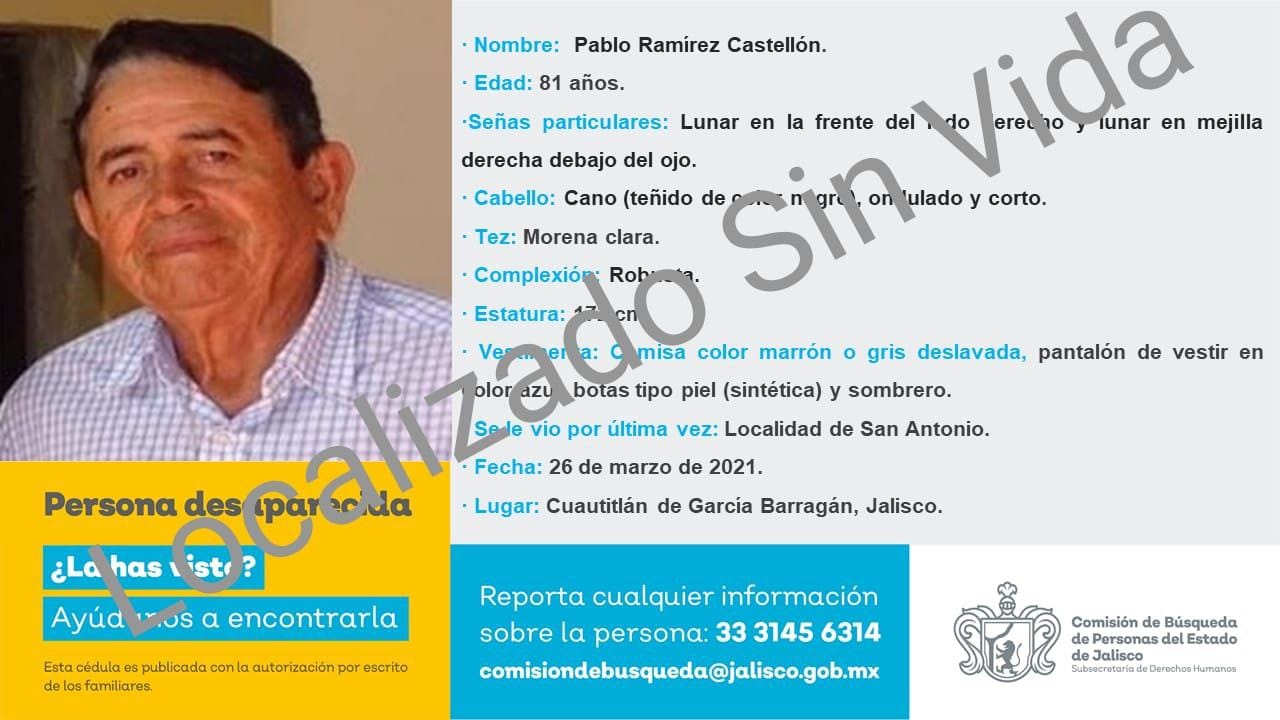 · Nombre: Pablo Ramírez Castellón.
· Edad: 81 años.
·Señas particulares: Lunar en la frente del lado derecho y lunar en mejilla
derecha debajo del ojo.
· Cabello: Cano (teñido de color negro), ondulado y corto.
· Tez: Morena clara.
· Complexión: Robusta.
· Estatura: cm
· Vestimenta: Camisa color marrón o gris deslavada, pantalón de vestir en
color azul, botas tipo piel (sintética) y sombrero.
· Se le vio por última vez: Localidad de San Antonio.
· Fecha: 26 de marzo de 2021.
· Lugar: Cuautitlán de García Barragán, Jalisco.
Localizado Sin Vida
Persona desaparecida
¿La has visto?
Ayúdanos a encontrarla
Esta cédula es publicada con la autorización por escrito
de los familiares.
Reporta cualquier información
sobre la persona: 33 3145 6314
comisiondebusqueda@jalisco.gob.mx
Comisión de Búsqueda
de Personas del Estado
de Jalisco
Subsecretaría de Derechos Humanos